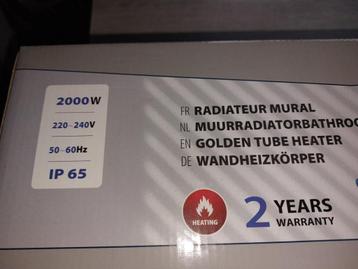 2000W
220-240V
50-60Hz
IP 65
FR RADIATEUR MURAL
NL MUURRADIATORBATHROO
EN GOLDEN TUBE HEATER
DE WANDHEIZKÖRPER
HEATING
2 YEARS
WARRANTY